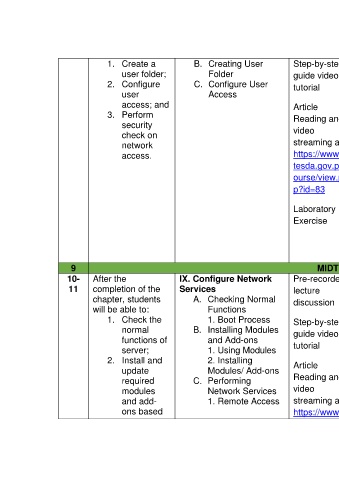 1. Create a
user folder;
2. Configure
user
access; and
3. Perform
security
check on
network
access.
B. Creating User
Folder
C. Configure User
Access
Step-by-ste
guide video
tutorial
Article
Reading an
video
streaming a
https://www
tesda.gov.p
ourse/view.
p?id=83
Laboratory
Exercise
9
MIDT
10-
11
After the
completion of the
chapter, students
will be able to:
1. Check the
normal
functions of
server;
2. Install and
update
required
modules
and add-
ons based
IX. Configure Network
Services
A. Checking Normal
Functions
1. Boot Process
B. Installing Modules
and Add-ons
1. Using Modules
2. Installing
Modules/ Add-ons
C. Performing
Network Services
1. Remote Access
Pre-recorde
lecture
discussion
Step-by-ste
guide video
tutorial
Article
Reading an
video
streaming a
https://www